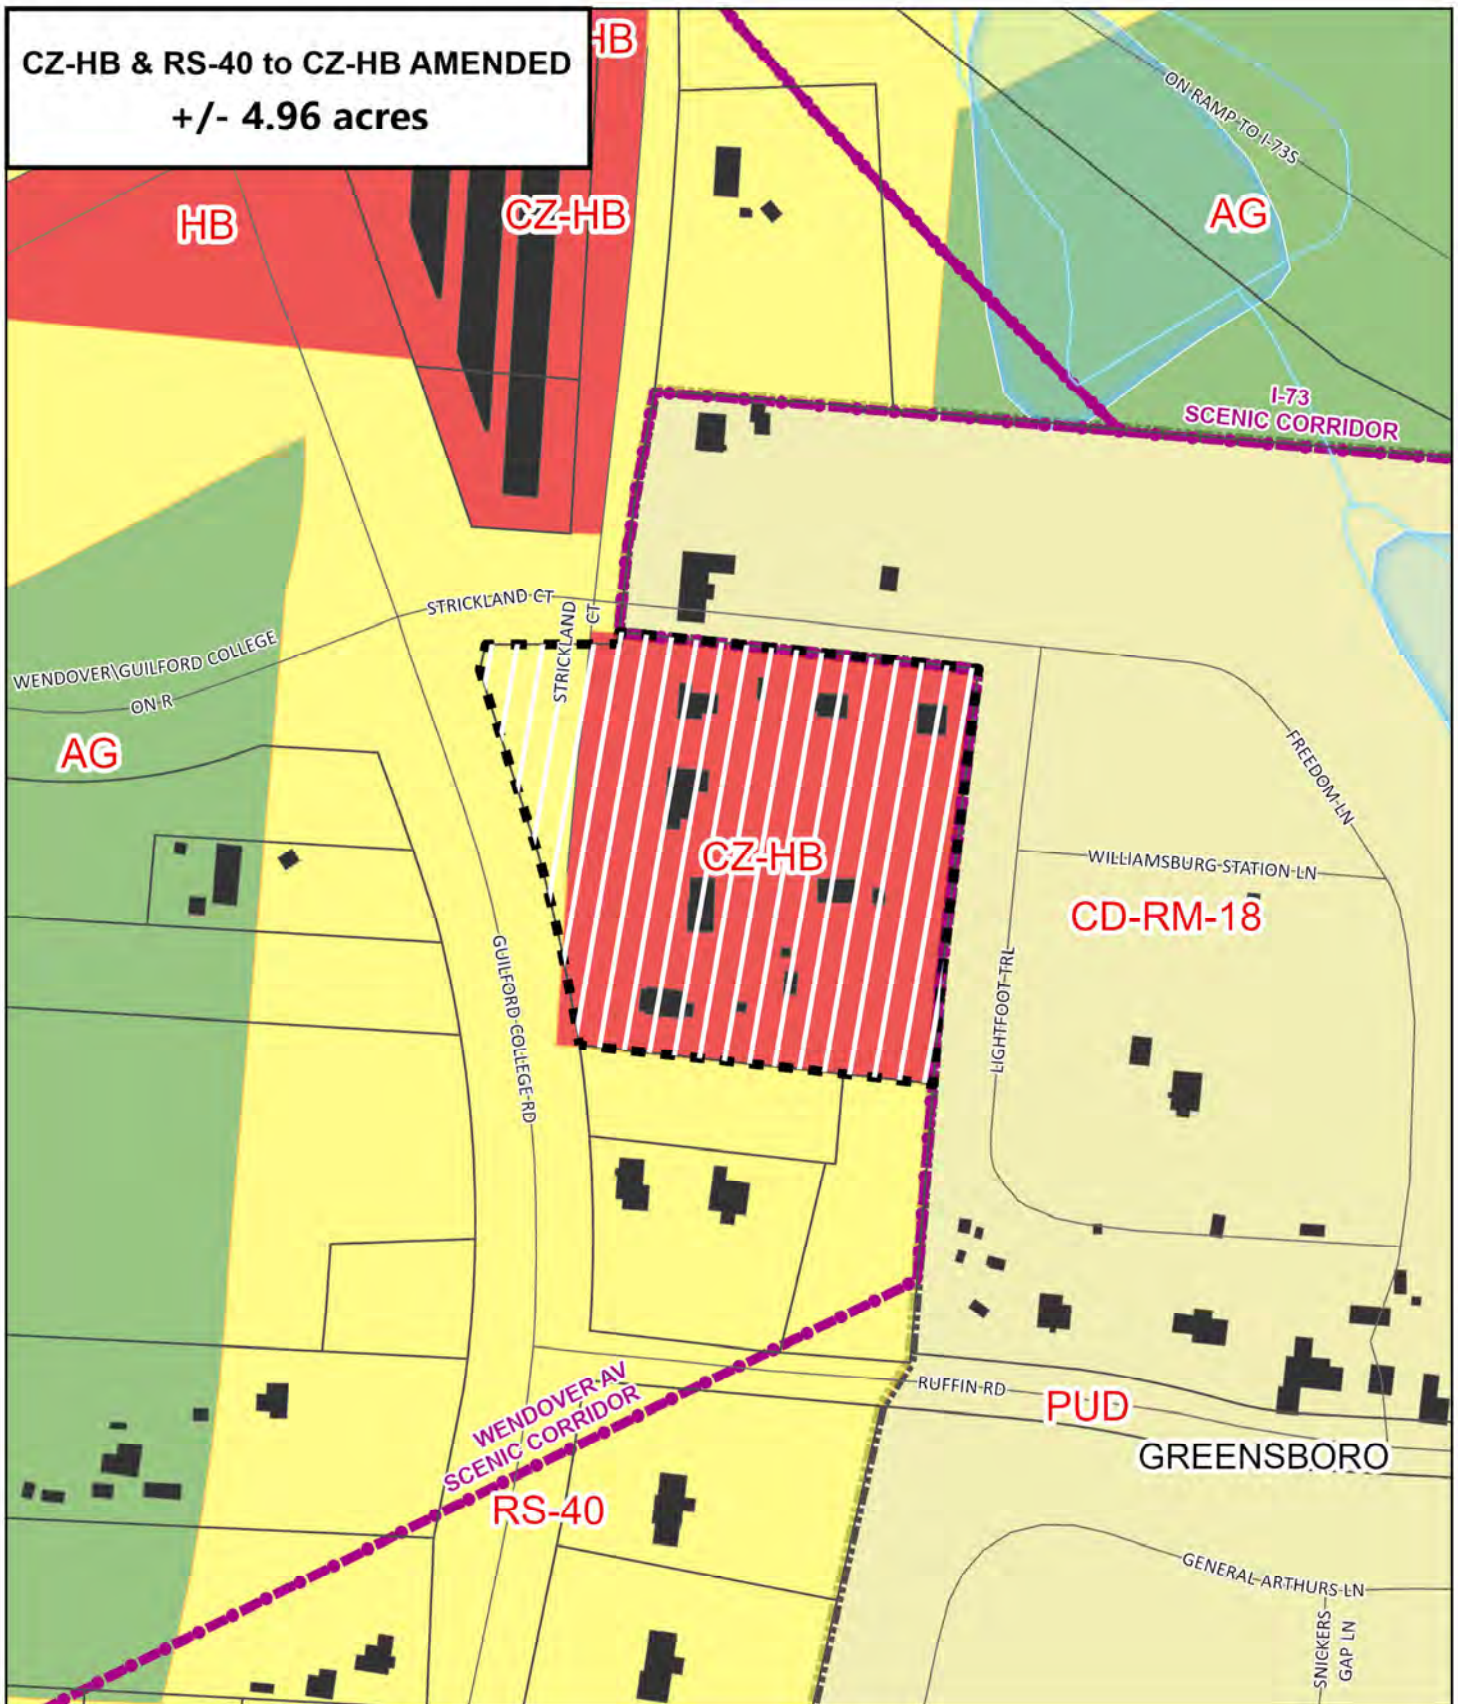 CZ-HB & RS-40 to CZ-HB AMENDED
+/- 4.96 acres
HB
HB
CZ-HB
ON RAMP TO I-73S
AG
I-73
SCENIC CORRIDOR
STRICKLAND CT
STRICKLAND
CT
WENDOVER\GUILFORD COLLEGE
ON R
AG
FREEDOM LN
CZ-HB
WILLIAMSBURG STATION LN
CD-RM-18
GUILFORD COLLEGE RD
LIGHTFOOT TRL
WENDOVER AV
SCENIC CORRIDOR
RUFFIN RD
PUD
GREENSBORO
RS-40
GENERAL ARTHURS LN
SNICKERS
GAP LN